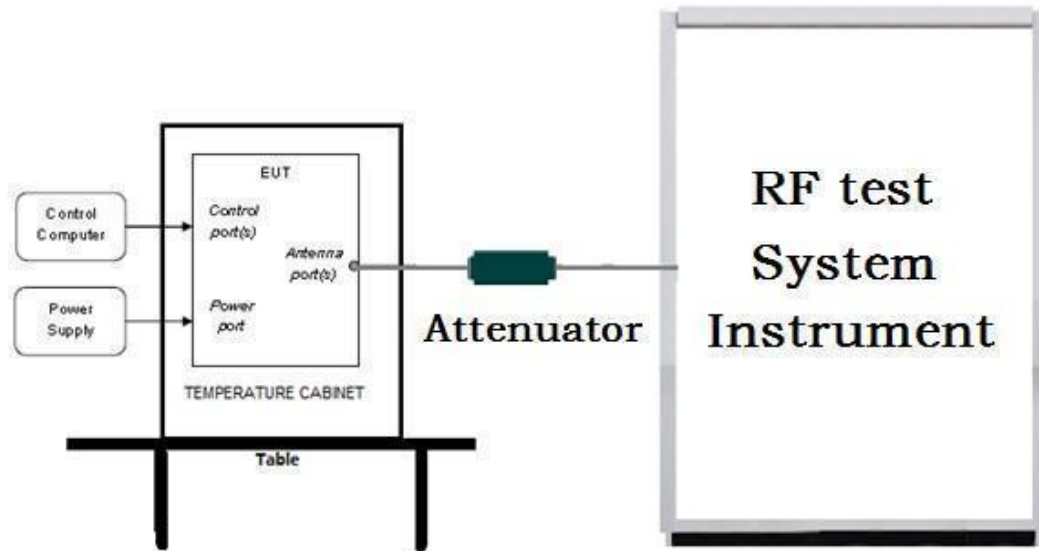 EUT
Control
Computer
Control
port(s)
Antenna
port(s)
Power
Supply
Power
port
TEMPERATURE CABINET
Table
Attenuator
RF test
System
Instrument